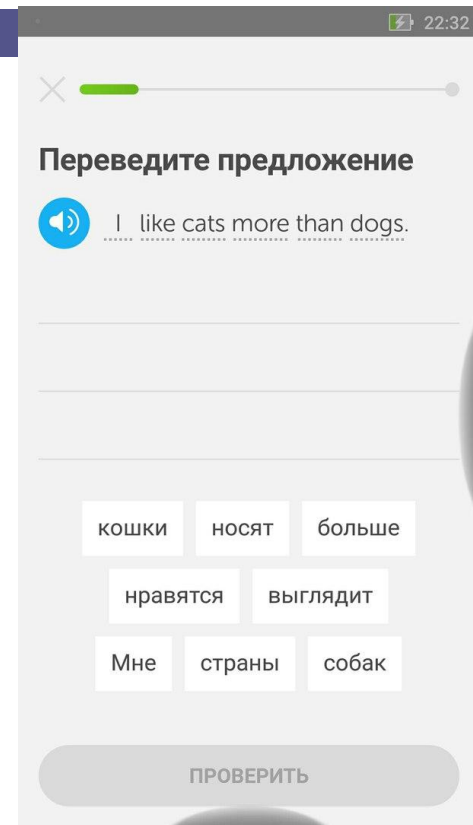 22:32
Переведите предложение
I like cats more than dogs.
кошки носят больше
нравятся выглядит
Мне страны собак
ПРОВЕРИТЬ